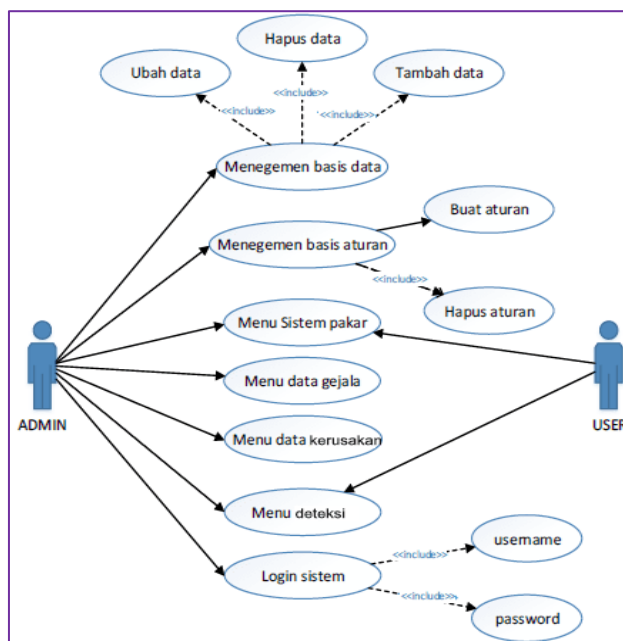 Hapus data
Ubah data
Tambah data
<<include>>
<<include>>
<<include>>
Menegemen basis data
Buat aturan
Menegemen basis aturan
<<include>>
Hapus aturan
Menu Sistem pakar
ADMIN
USER
Menu data gejala
Menu data kerusakan
Menu deteksi
username
<<include>>
Login sistem
<<include>>
password